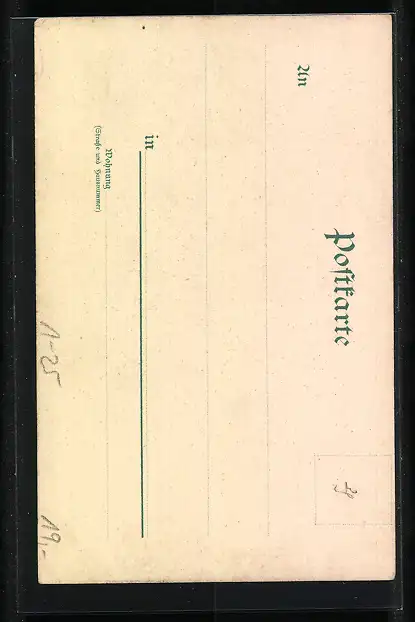 Postkarte
An
in
Wohnung
(Straße und Hausnummer)
1-25
19,-